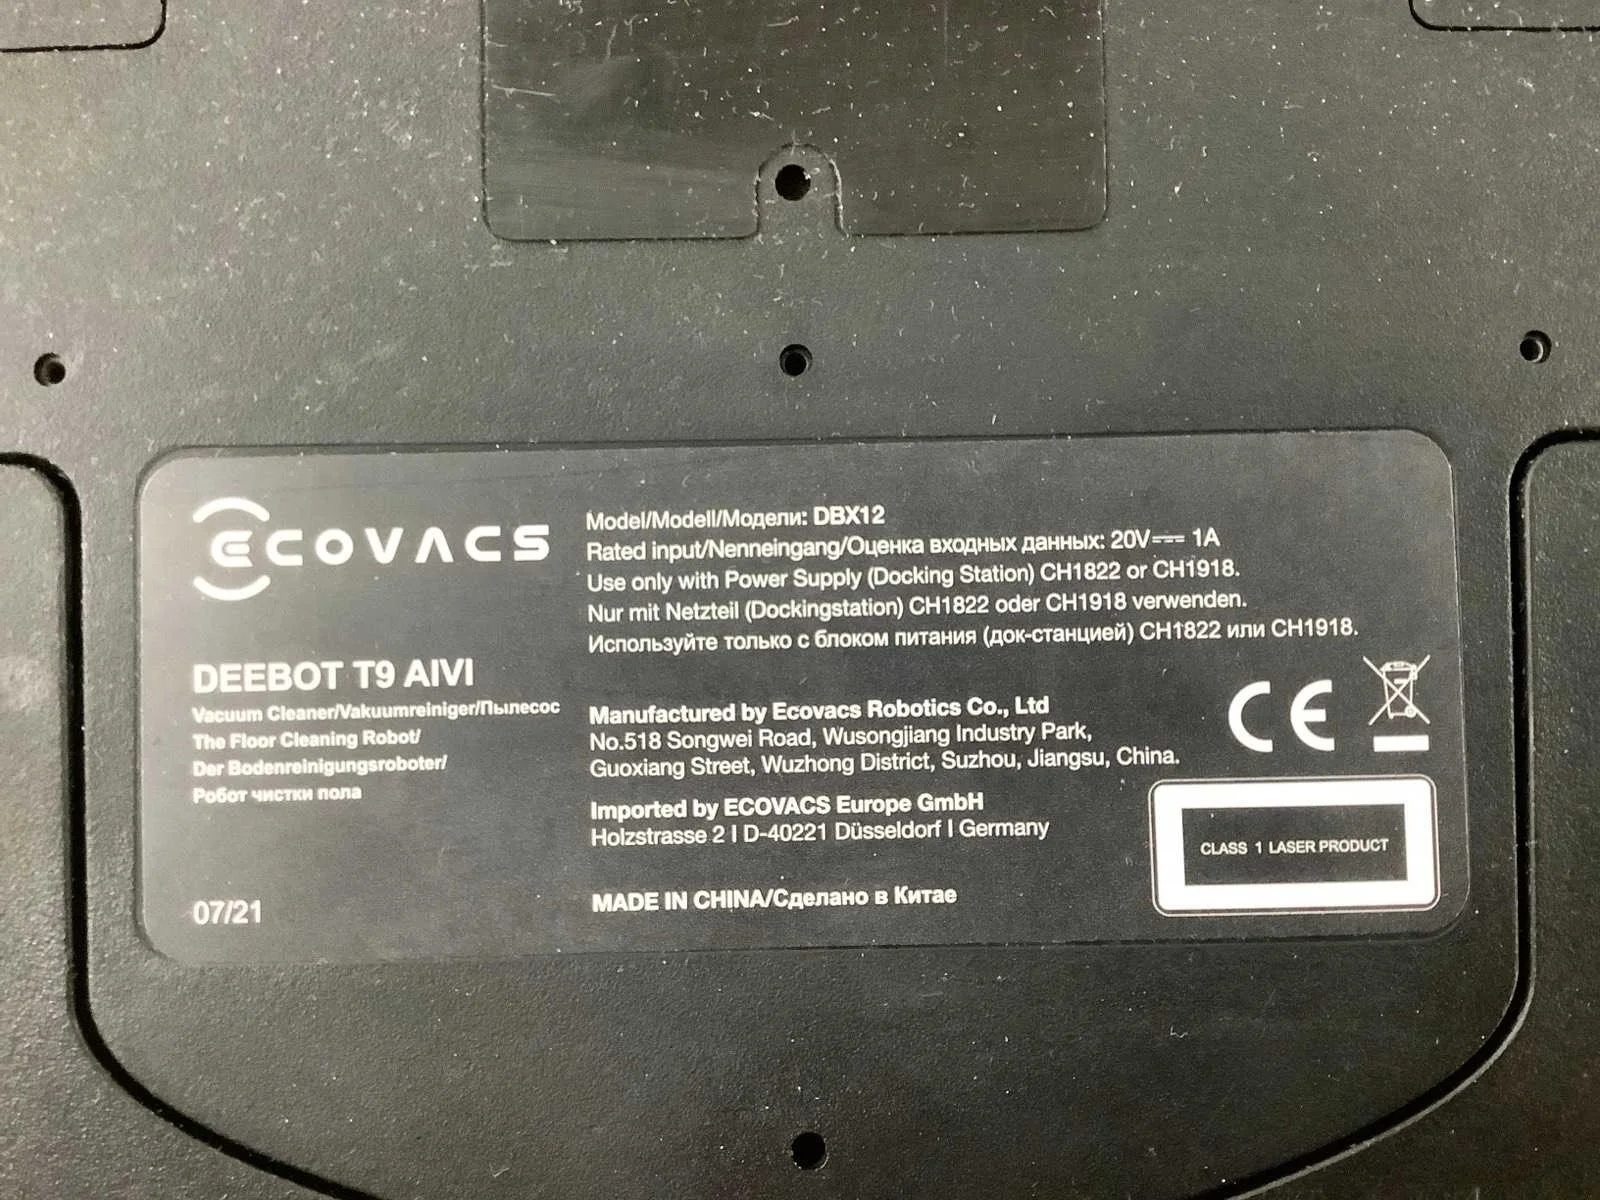 ECOVACS
DEEBOT T9 AIVI
Vacuum Cleaner/Vakuumreiniger/Пылесос
The Floor Cleaning Robot/
Der Bodenreinigungsroboter/
Робот чистки пола
07/21
Model/Modell/Модели: DBX12
Rated input/Nenneingang/Оценка входных данных: 20V⎓ 1A
Use only with Power Supply (Docking Station) CH1822 or CH1918.
Nur mit Netzteil (Dockingstation) CH1822 oder CH1918 verwenden.
Используйте только с блоком питания (док-станцией) CH1822 или CH1918.
Manufactured by Ecovacs Robotics Co., Ltd
No.518 Songwei Road, Wusongjiang Industry Park,
Guoxiang Street, Wuzhong District, Suzhou, Jiangsu, China.
Imported by ECOVACS Europe GmbH
Holzstrasse 2 I D-40221 Düsseldorf I Germany
MADE IN CHINA/Сделано в Китае
CE
CLASS 1 LASER PRODUCT